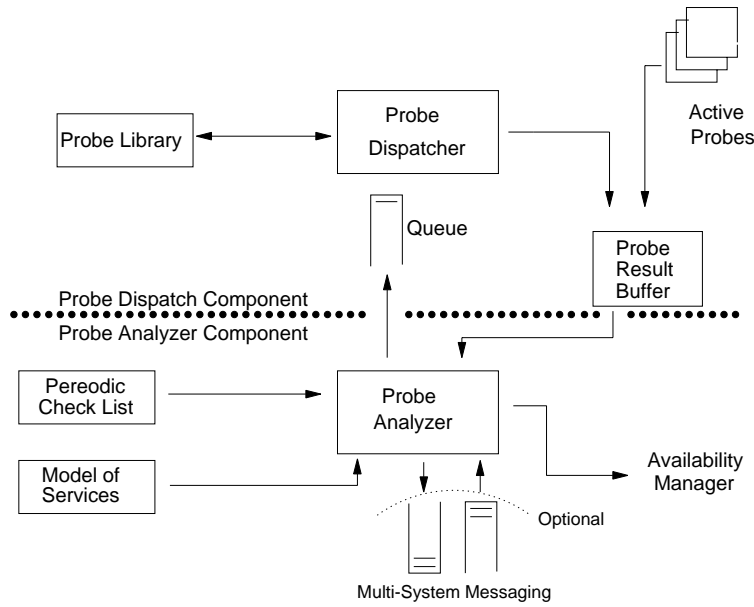 Active
Probes
Probe
Dispatcher
Probe Library
Queue
Probe
Result
Buffer
Probe Dispatch Component
Probe Analyzer Component
Pereodic
Check List
Probe
Analyzer
Model of
Services
Availability
Manager
Optional
Multi-System Messaging